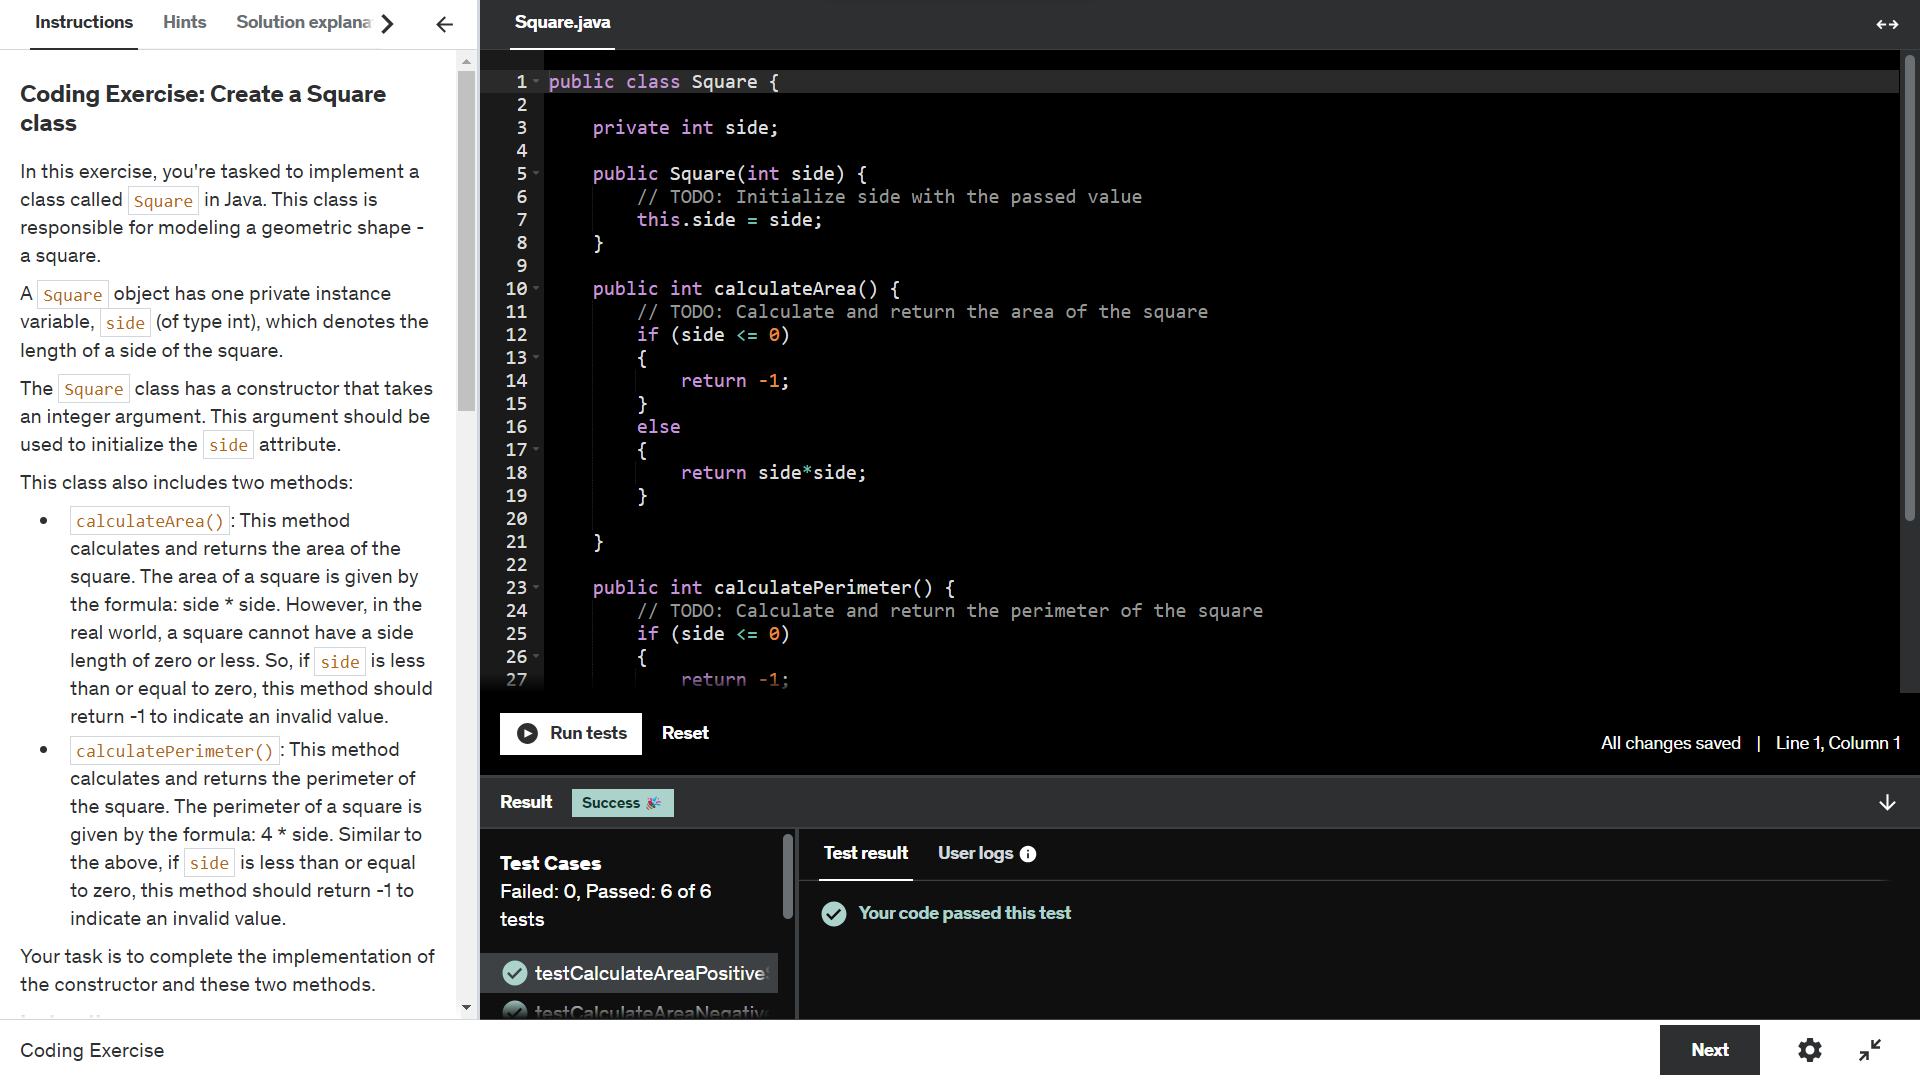 Instructions
Hints
Solution explana
Coding Exercise: Create a Square
class
In this exercise, you're tasked to implement a
class called Square in Java. This class is
responsible for modeling a geometric shape -
a square.
A Square object has one private instance
variable, side (of type int), which denotes the
length of a side of the square.
The Square class has a constructor that takes
an integer argument. This argument should be
used to initialize the side attribute.
This class also includes two methods:
• calculateArea(): This method
calculates and returns the area of the
square. The area of a square is given by
the formula: side * side. However, in the
real world, a square cannot have a side
length of zero or less. So, if side is less
than or equal to zero, this method should
return -1 to indicate an invalid value.
• calculatePerimeter(): This method
calculates and returns the perimeter of
the square. The perimeter of a square is
given by the formula: 4 * side. Similar to
the above, if side is less than or equal
to zero, this method should return -1 to
indicate an invalid value.
Your task is to complete the implementation of
the constructor and these two methods.
Square.java
1 public class Square {
2
3 private int side;
4
5 public Square(int side) {
6 // TODO: Initialize side with the passed value
7 this.side = side;
8 }
9
10 public int calculateArea() {
11 // TODO: Calculate and return the area of the square
12 if (side <= 0)
13 {
14 return -1;
15 }
16 else
17 {
18 return side*side;
19 }
20
21 }
22
23 public int calculatePerimeter() {
24 // TODO: Calculate and return the perimeter of the square
25 if (side <= 0)
26 {
27 return -1;
Run tests
Reset
All changes saved | Line 1, Column 1
Result
Success
Test Cases
Failed: 0, Passed: 6 of 6
tests
testCalculateAreaPositive
testCalculateAreaNegativ
Test result
User logs
Your code passed this test
Coding Exercise
Next